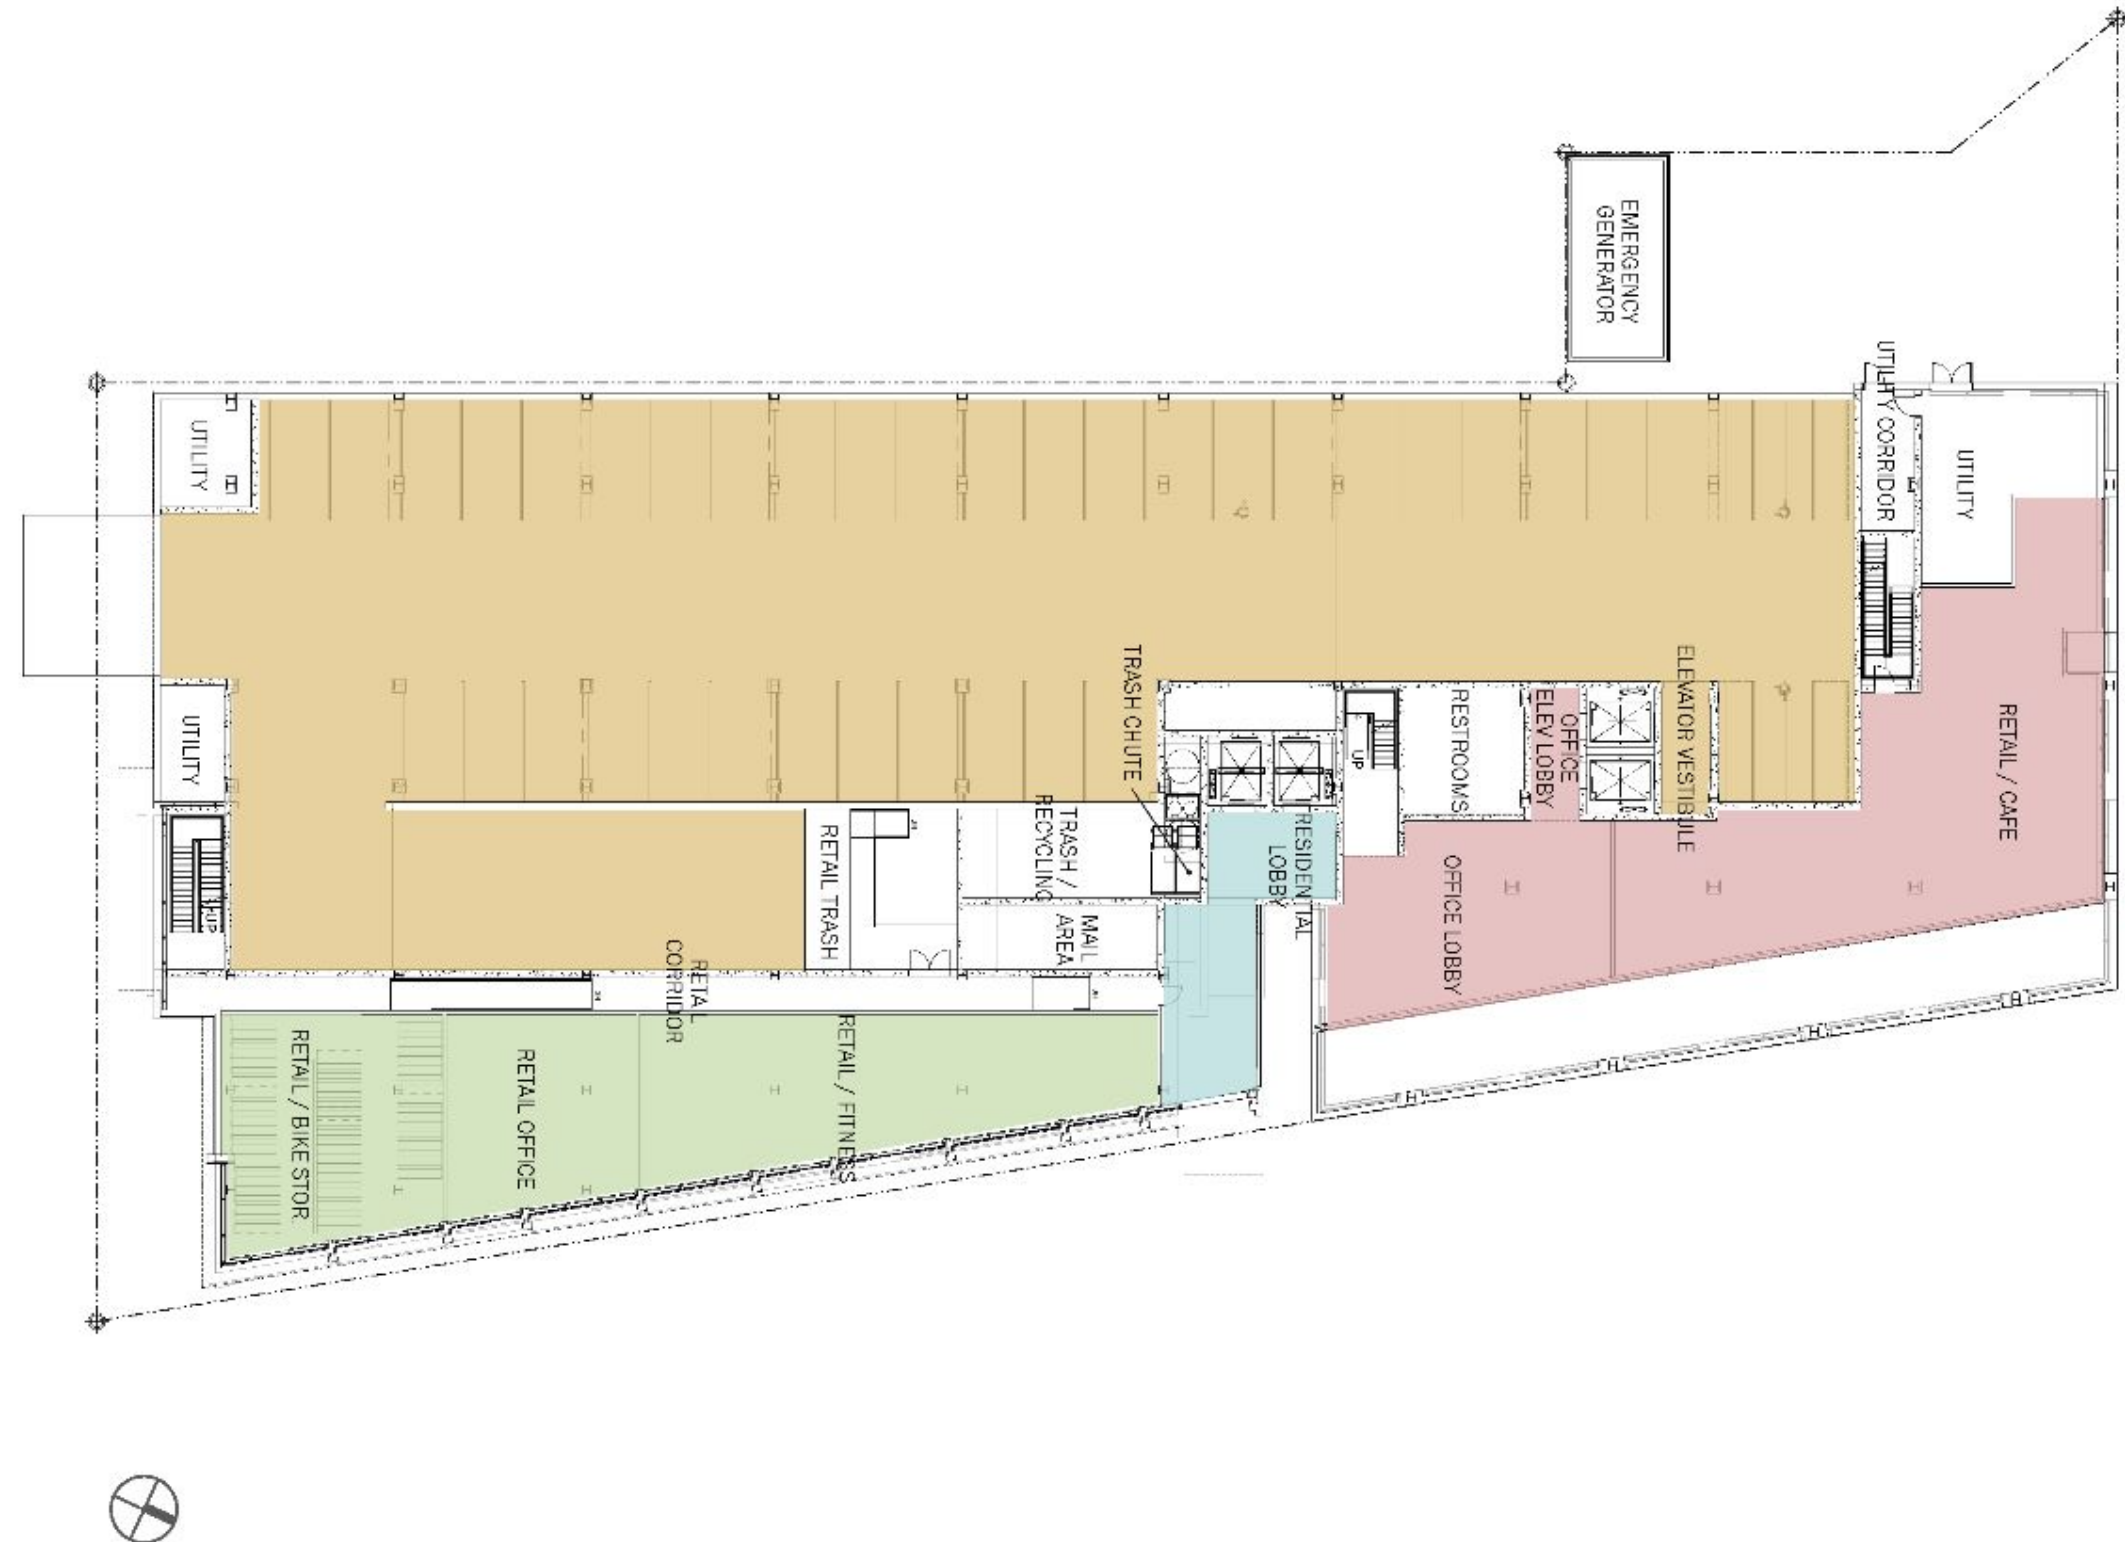 EMERGENCY
GENERATOR
UTILITY
UTILITY CORRIDOR
UTILITY
UTILITY
TRASH CHUTE
UP
RESTROOMS
OFFICE
ELEV LOBBY
ELEVATOR VESTIBULE
RETAIL / CAFE
UP
RETAIL TRASH
TRASH /
RECYCLING
MAIL
AREA
RESIDENTIAL
LOBBY
OFFICE LOBBY
RETAIL
CORRIDOR
RETAIL / BIKE STOR.
RETAIL OFFICE
RETAIL / FITNESS